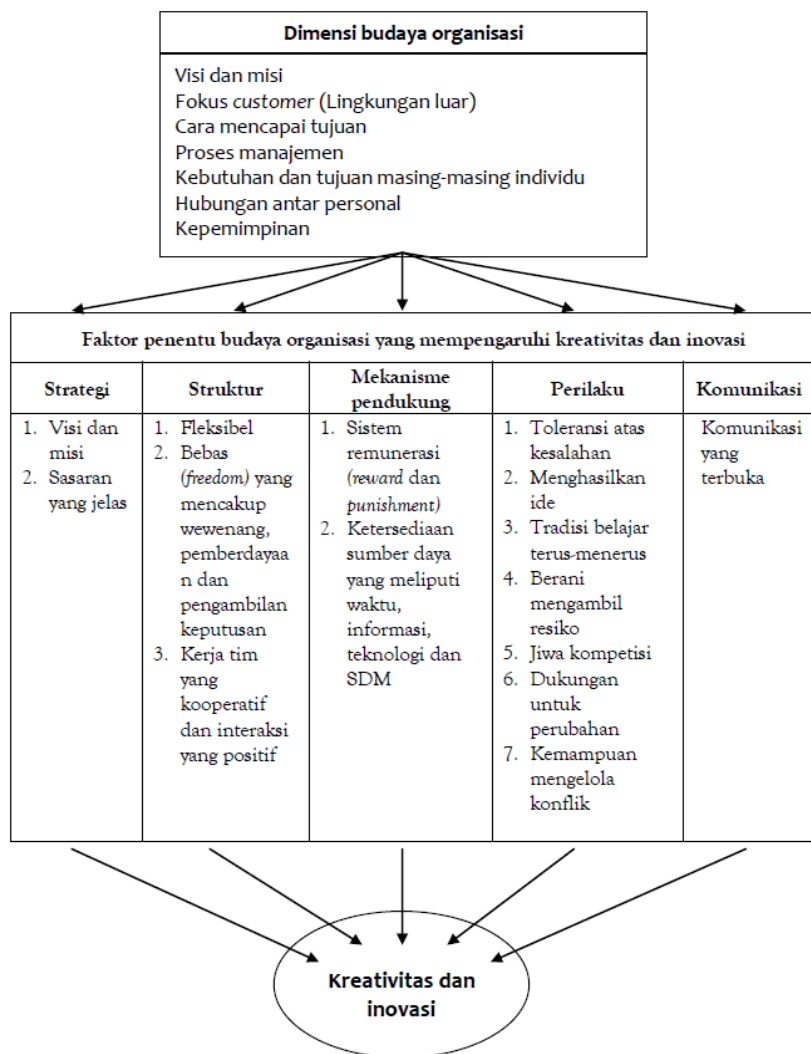 Dimensi budaya organisasi
Visi dan misi
Fokus customer (Lingkungan luar)
Cara mencapai tujuan
Proses manajemen
Kebutuhan dan tujuan masing-masing individu
Hubungan antar personal
Kepemimpinan
Faktor penentu budaya organisasi yang mempengaruhi kreativitas dan inovasi
Strategi
1. Visi dan
misi
2. Sasaran
yang jelas
Struktur
1. Fleksibel
2. Bebas
(freedom) yang
mencakup
wewenang,
pemberdayaa
n dan
pengambilan
keputusan
3. Kerja tim
yang
kooperatif
dan interaksi
yang positif
Mekanisme
pendukung
1. Sistem
remunerasi
(reward dan
punishment)
2. Ketersediaan
sumber daya
yang meliputi
waktu,
informasi,
teknologi dan
SDM
Perilaku
1. Toleransi atas
kesalahan
2. Menghasilkan
ide
3. Tradisi belajar
terus-menerus
4. Berani
mengambil
resiko
5. Jiwa kompetisi
6. Dukungan
untuk
perubahan
7. Kemampuan
mengelola
konflik
Komunikasi
Komunikasi
yang
terbuka
Kreativitas dan
inovasi